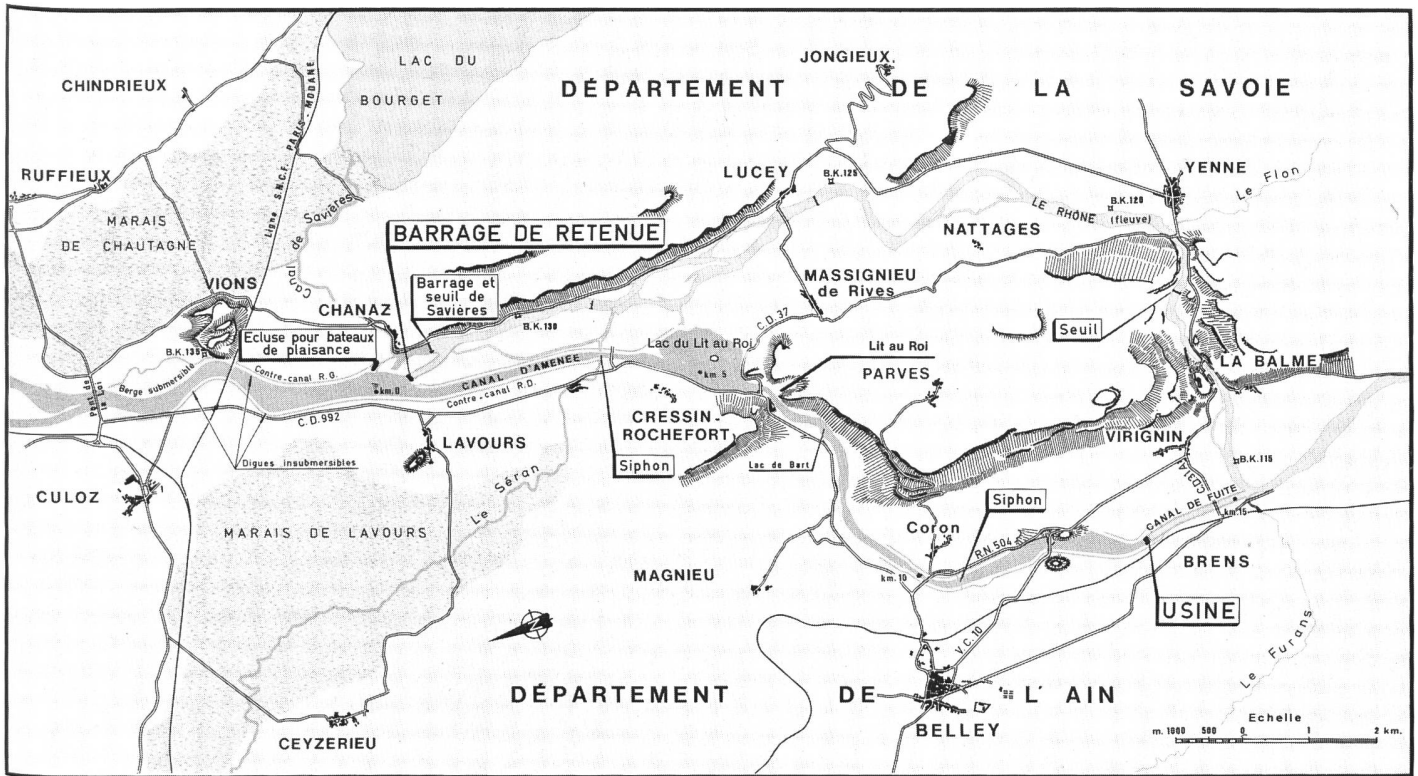 CHINDRIEUX
LAC DU
BOURGET
JONGIEUX
DÉPARTEMENT DE LA SAVOIE
RUFFIEUX
MARAIS
DE CHAUTAGNE
Ligne S.N.C.F. PARIS-MODANE
Canal de Savières
LUCEY
B.K.125
YENNE
Le Flon
LE RHÔNE
(fleuve)
B.K.120
NATTAGES
BARRAGE DE RETENUE
Barrage et
seuil de
Savières
VIONS
CHANAZ
MASSIGNIEU
de Rives
C.D.37
B.K.130
Seuil
Ecluse pour bateaux
de plaisance
B.K.135
Berge submersible
Contre-canal R.G.
km.0
CANAL D'AMENEE
Contre-canal R.D.
Lac du Lit au Roi
km 5
Lit au Roi
PARVES
LA BALME
C.D.992
CRESSIN-
ROCHEFORT
Siphon
Lac de Bart
VIRIGNIN
LAVOURS
Digues insubmersibles
CULOZ
Le Séran
MARAIS DE LAVOURS
B.K.115
CANAL DE FUITE
km.15
Siphon
Coron
R.N.504
km.10
MAGNIEU
BRENS
USINE
V.C.10
Le Furans
DÉPARTEMENT DE L'AIN
BELLEY
CEYZERIEU
Echelle
m. 1000 500 0 1 2 km.